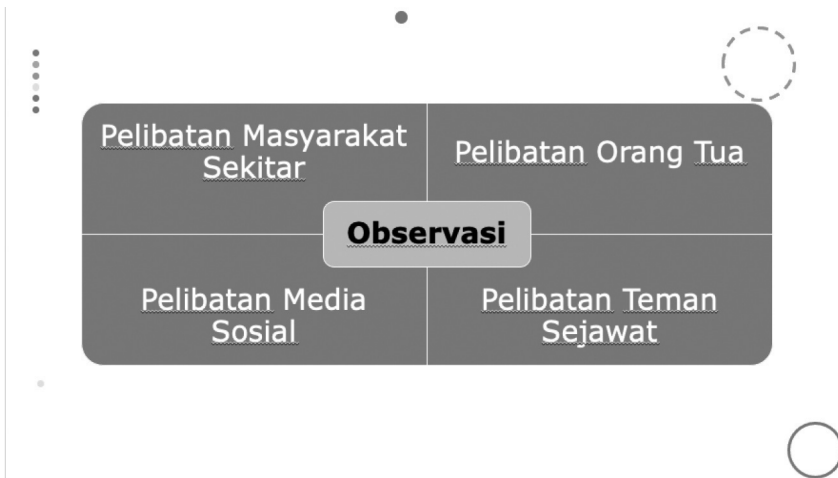 Pelibatan Masyarakat
Sekitar
Pelibatan Orang Tua
Observasi
Pelibatan Media
Sosial
Pelibatan Teman
Sejawat